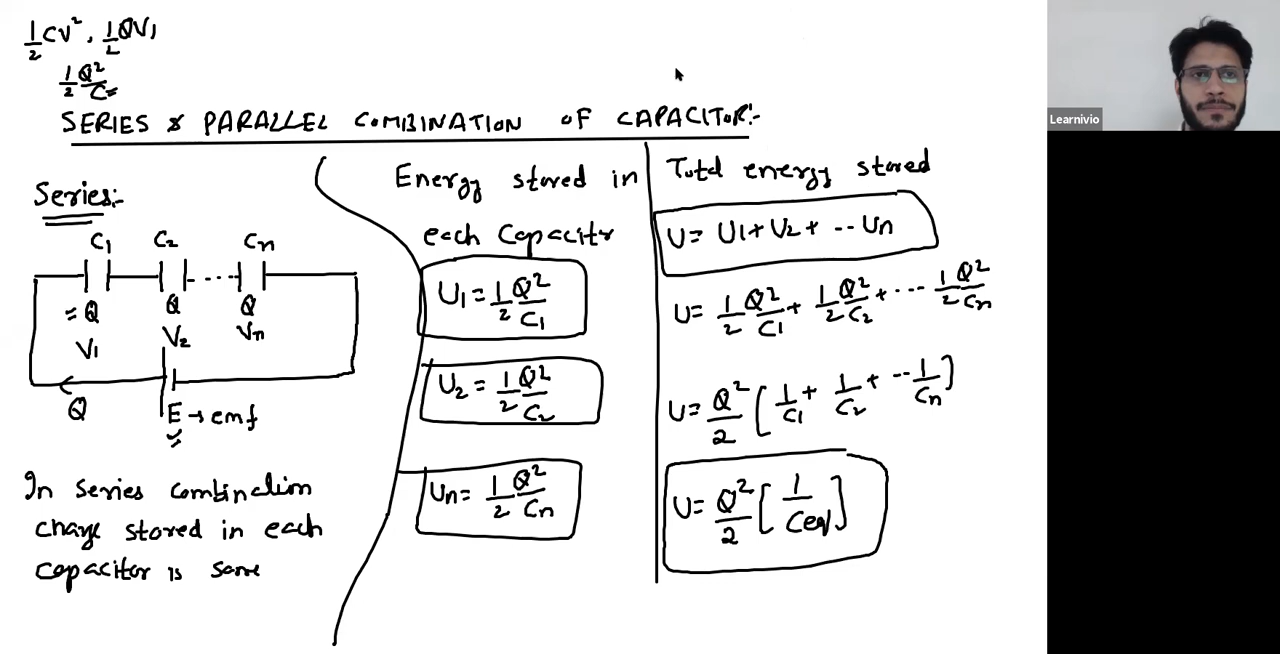 1/2 CV², 1/2 QV,
1/2 Q²/C =
SERIES & PARALLEL COMBINATION OF CAPACITOR:-
Series:-
C₁ C₂ Cn
= Q Q Q
V₁ V₂ Vn
Q
E → emf
In series combination
charge stored in each
capacitor is same
Energy stored in
each Capacitr
U₁ = 1/2 Q²/C₁
U₂ = 1/2 Q²/C₂
Un = 1/2 Q²/Cn
Total energy stored
U = U₁ + U₂ + -- Un
U = 1/2 Q²/C₁ + 1/2 Q²/C₂ + --- 1/2 Q²/Cn
U = Q²/2 [ 1/C₁ + 1/C₂ + -- 1/Cn ]
U = Q²/2 [ 1/Ceq ]
Learnivio